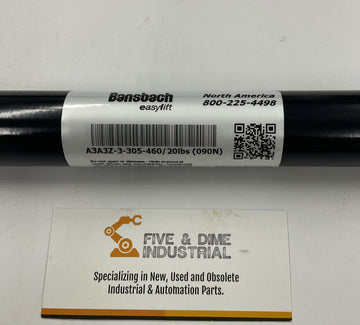 Bansbach
easylift
North America
800-225-4498
A3A3Z-3-305-460/20lbs (090N)
FIVE & DIME
INDUSTRIAL
Specializing in New, Used and Obsolete
Industrial & Automation Parts.